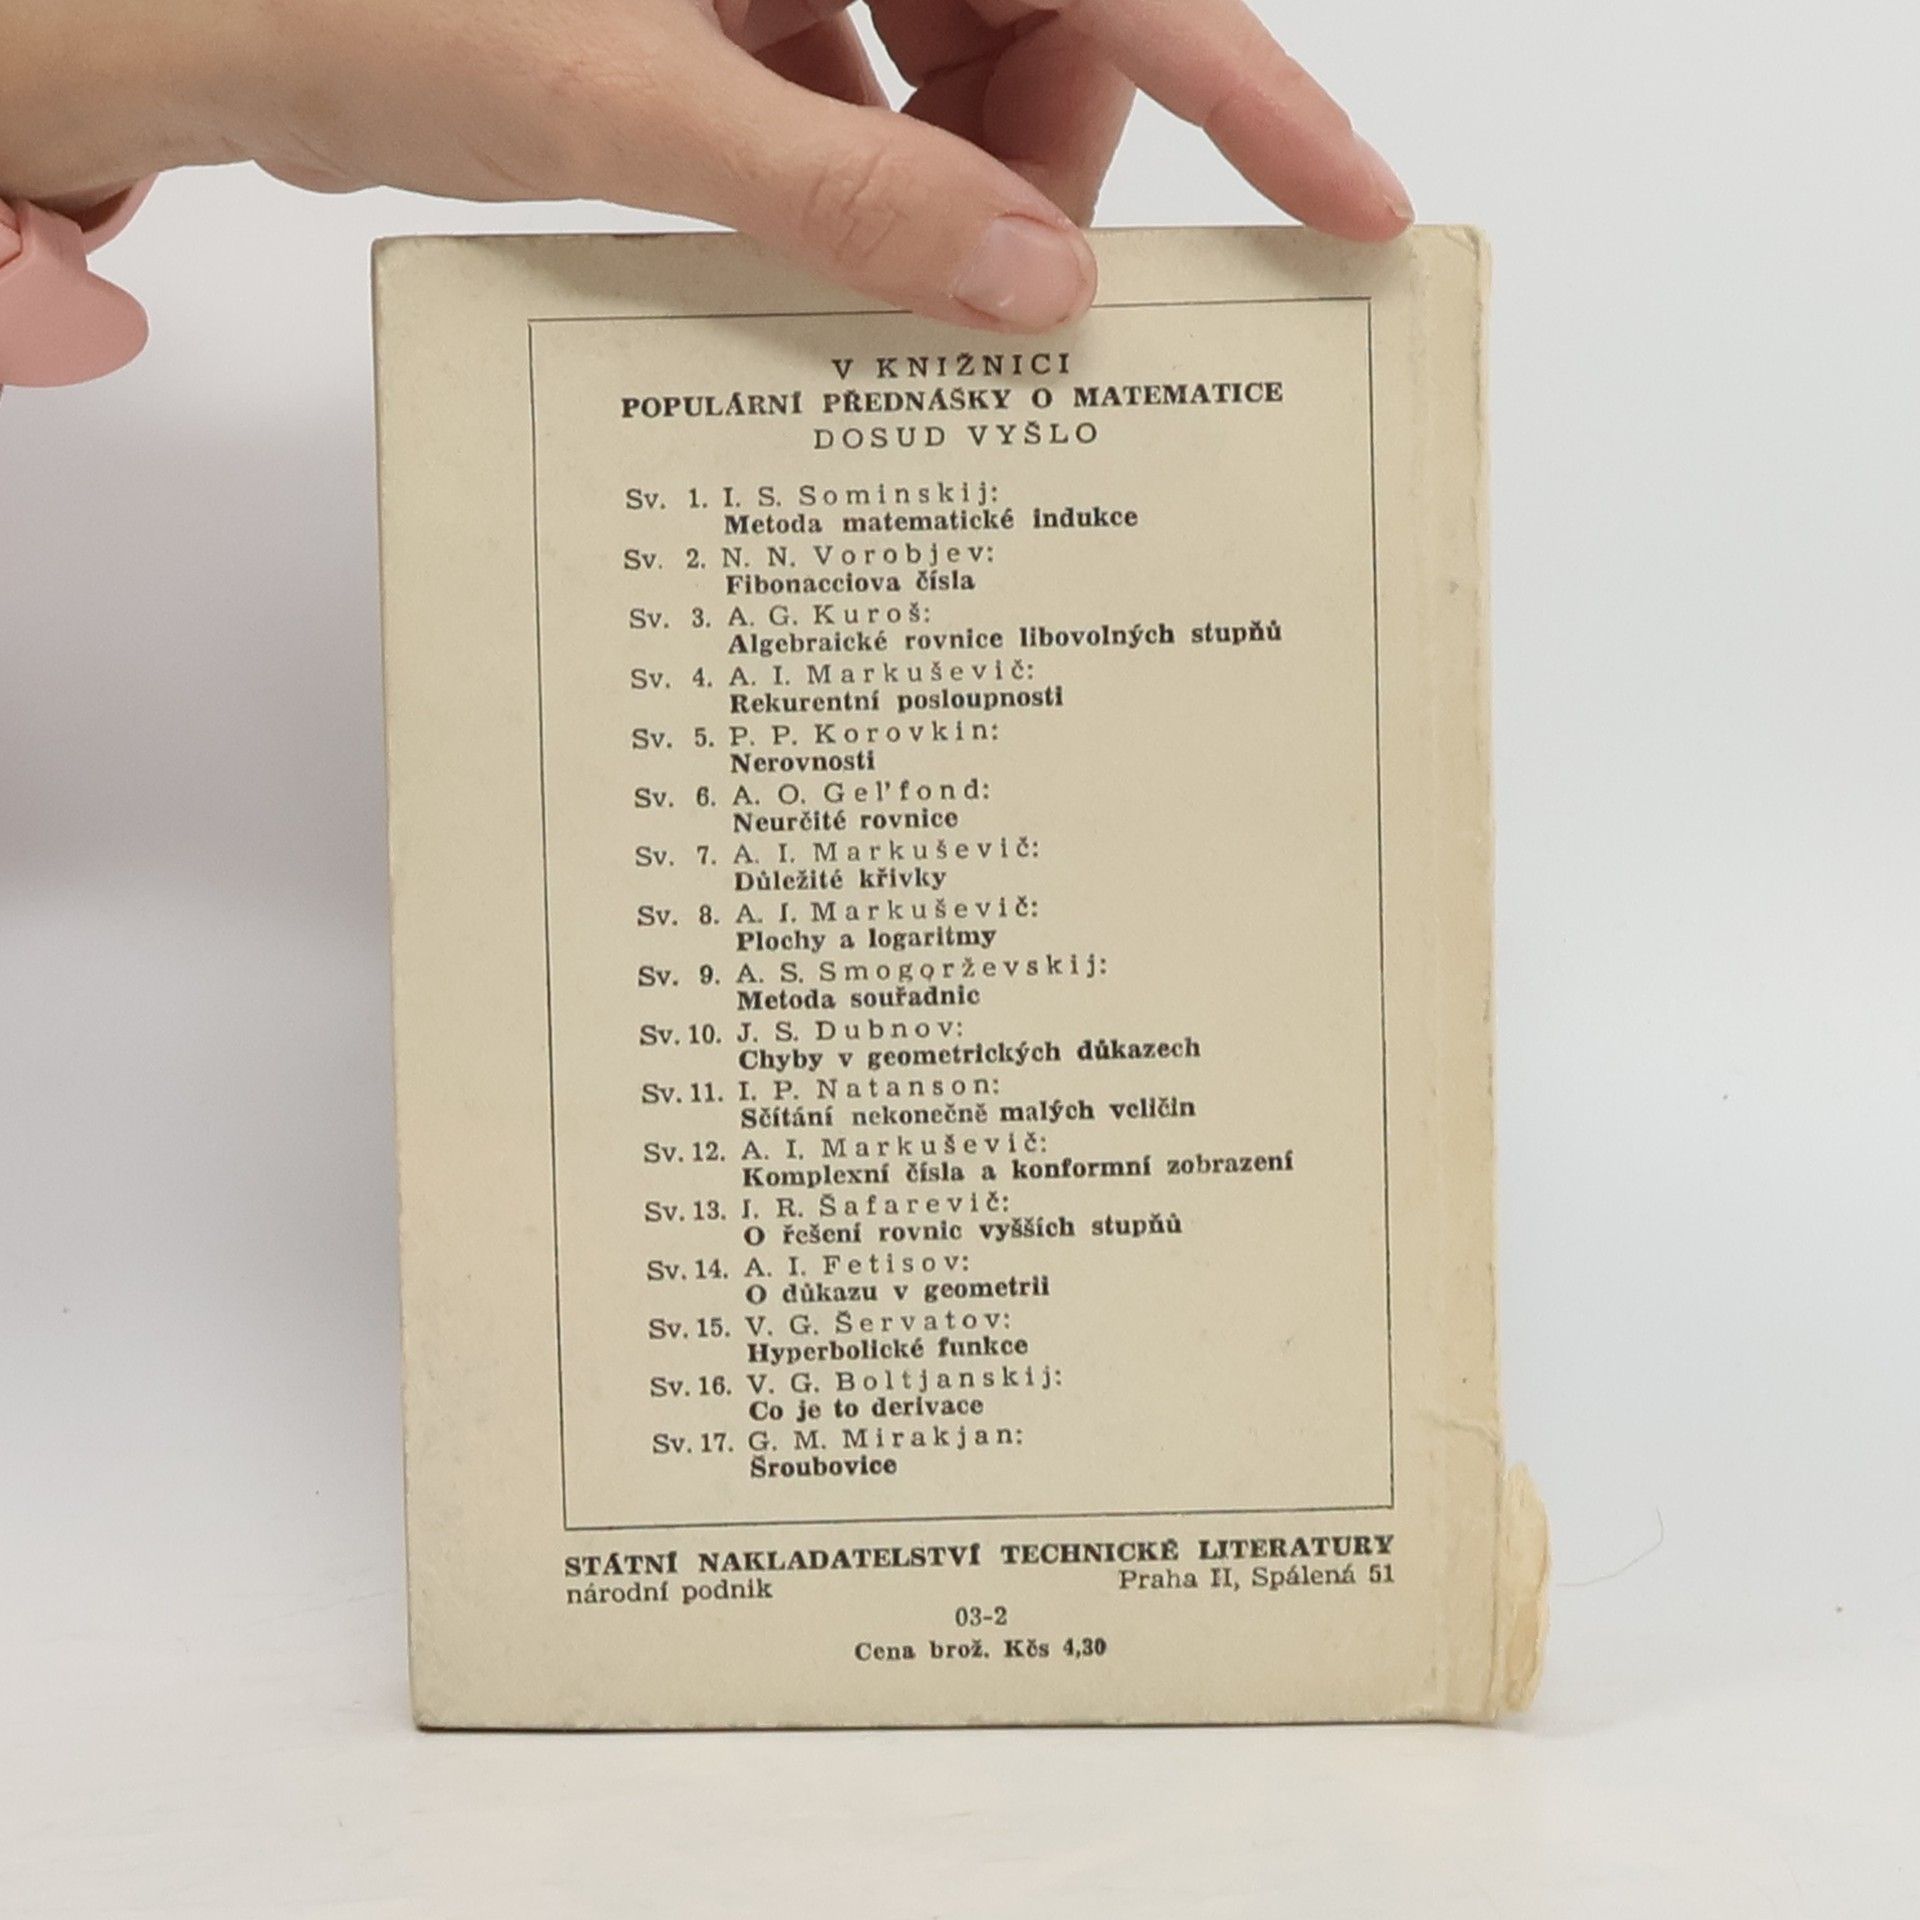 V KNIŽNICI
POPULÁRNÍ PŘEDNÁŠKY O MATEMATICE
DOSUD VYŠLO
Sv. 1. I. S. Sominskij:
Metoda matematické indukce
Sv. 2. N. N. Vorobjev:
Fibonacciova čísla
Sv. 3. A. G. Kuroš:
Algebraické rovnice libovolných stupňů
Sv. 4. A. I. Markuševič:
Rekurentní posloupnosti
Sv. 5. P. P. Korovkin:
Nerovnosti
Sv. 6. A. O. Geľfond:
Neurčité rovnice
Sv. 7. A. I. Markuševič:
Důležité křivky
Sv. 8. A. I. Markuševič:
Plochy a logaritmy
Sv. 9. A. S. Smogorževskij:
Metoda souřadnic
Sv. 10. J. S. Dubnov:
Chyby v geometrických důkazech
Sv. 11. I. P. Natanson:
Sčítání nekonečně malých veličin
Sv. 12. A. I. Markuševič:
Komplexní čísla a konformní zobrazení
Sv. 13. I. R. Šafarevič:
O řešení rovnic vyšších stupňů
Sv. 14. A. I. Fetisov:
O důkazu v geometrii
Sv. 15. V. G. Šervatov:
Hyperbolické funkce
Sv. 16. V. G. Boltjanskij:
Co je to derivace
Sv. 17. G. M. Mirakjan:
Šroubovice
STÁTNÍ NAKLADATELSTVÍ TECHNICKÉ LITERATURY
národní podnik Praha II, Spálená 51
03-2
Cena brož. Kčs 4,30